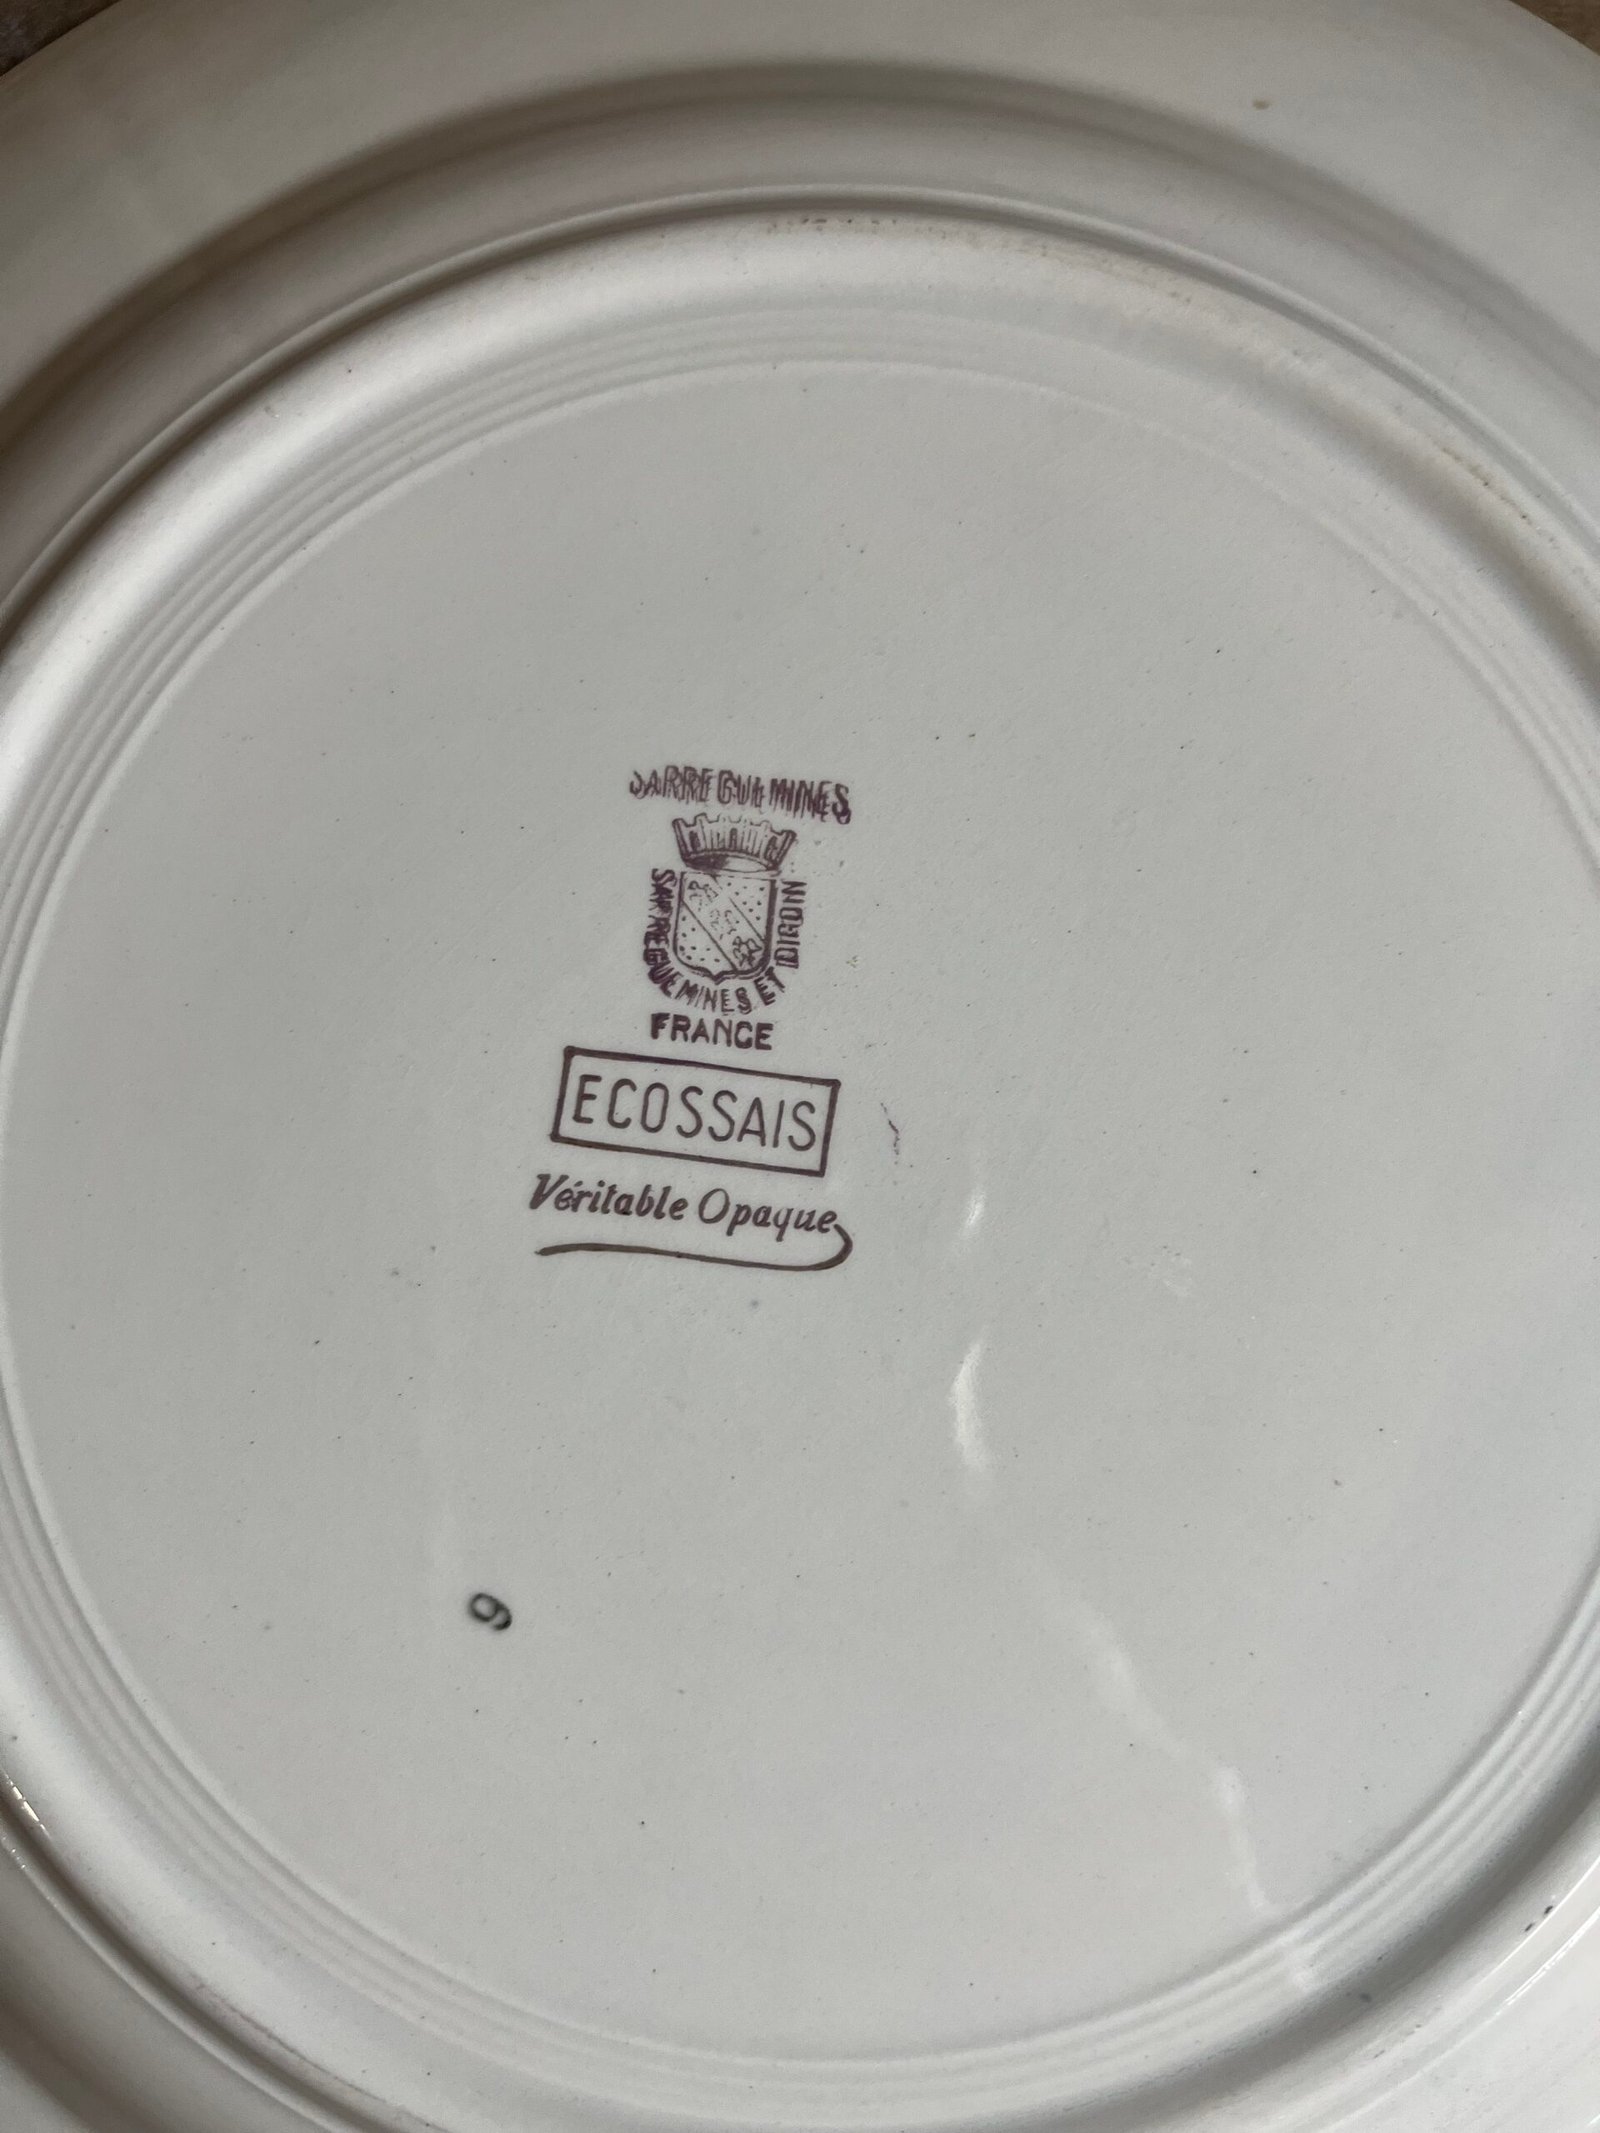 SARREGUEMINES
SARREGUEMINES ET DIGOIN
FRANCE
ECOSSAIS
Véritable Opaque
9